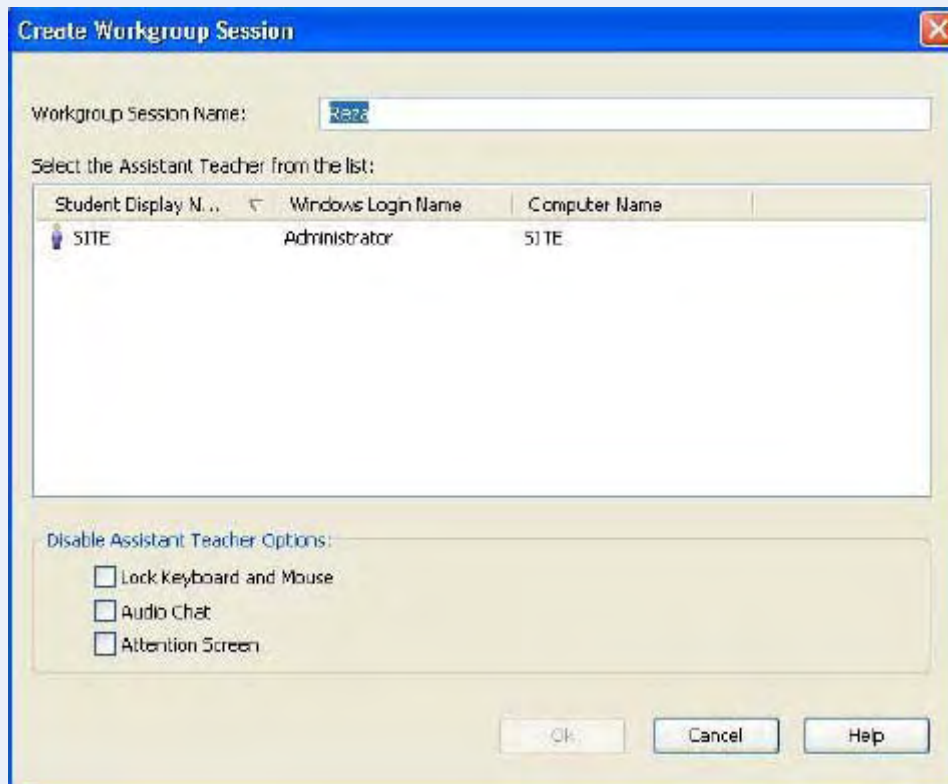 Create Workgroup Session
Workgroup Session Name: Reza
Select the Assistant Teacher from the list:
Student Display N... Windows Login Name Computer Name
SITE Administrator SITE
Disable Assistant Teacher Options:
Lock Keyboard and Mouse
Audio Chat
Attention Screen
Ok Cancel Help